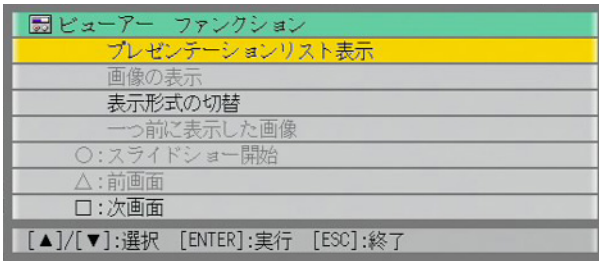 ビューアー ファンクション
プレゼンテーションリスト表示
画像の表示
表示形式の切替
一つ前に表示した画像
○:スライドショー開始
△:前画面
□:次画面
[▲]/[▼]:選択 [ENTER]:実行 [ESC]:終了